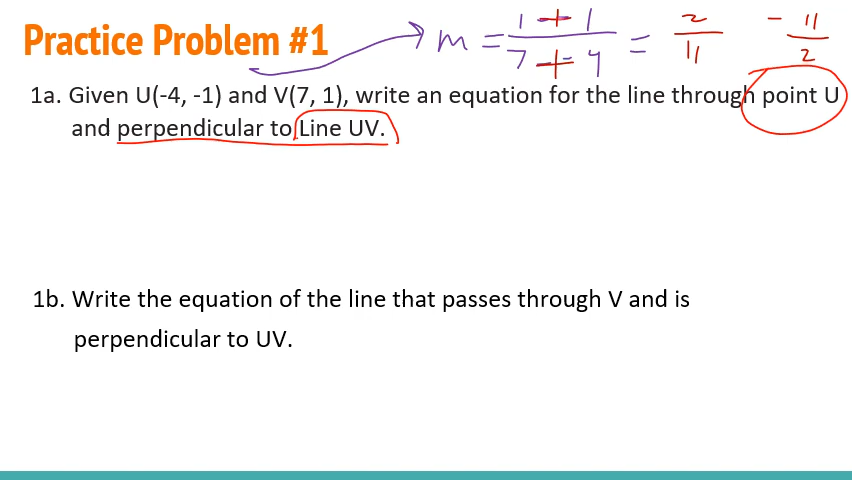 Practice Problem #1
m = 1 + 1 / 7 + 4 = 2 / 11   - 11 / 2
1a. Given U(-4, -1) and V(7, 1), write an equation for the line through point U
and perpendicular to Line UV.
1b. Write the equation of the line that passes through V and is
perpendicular to UV.